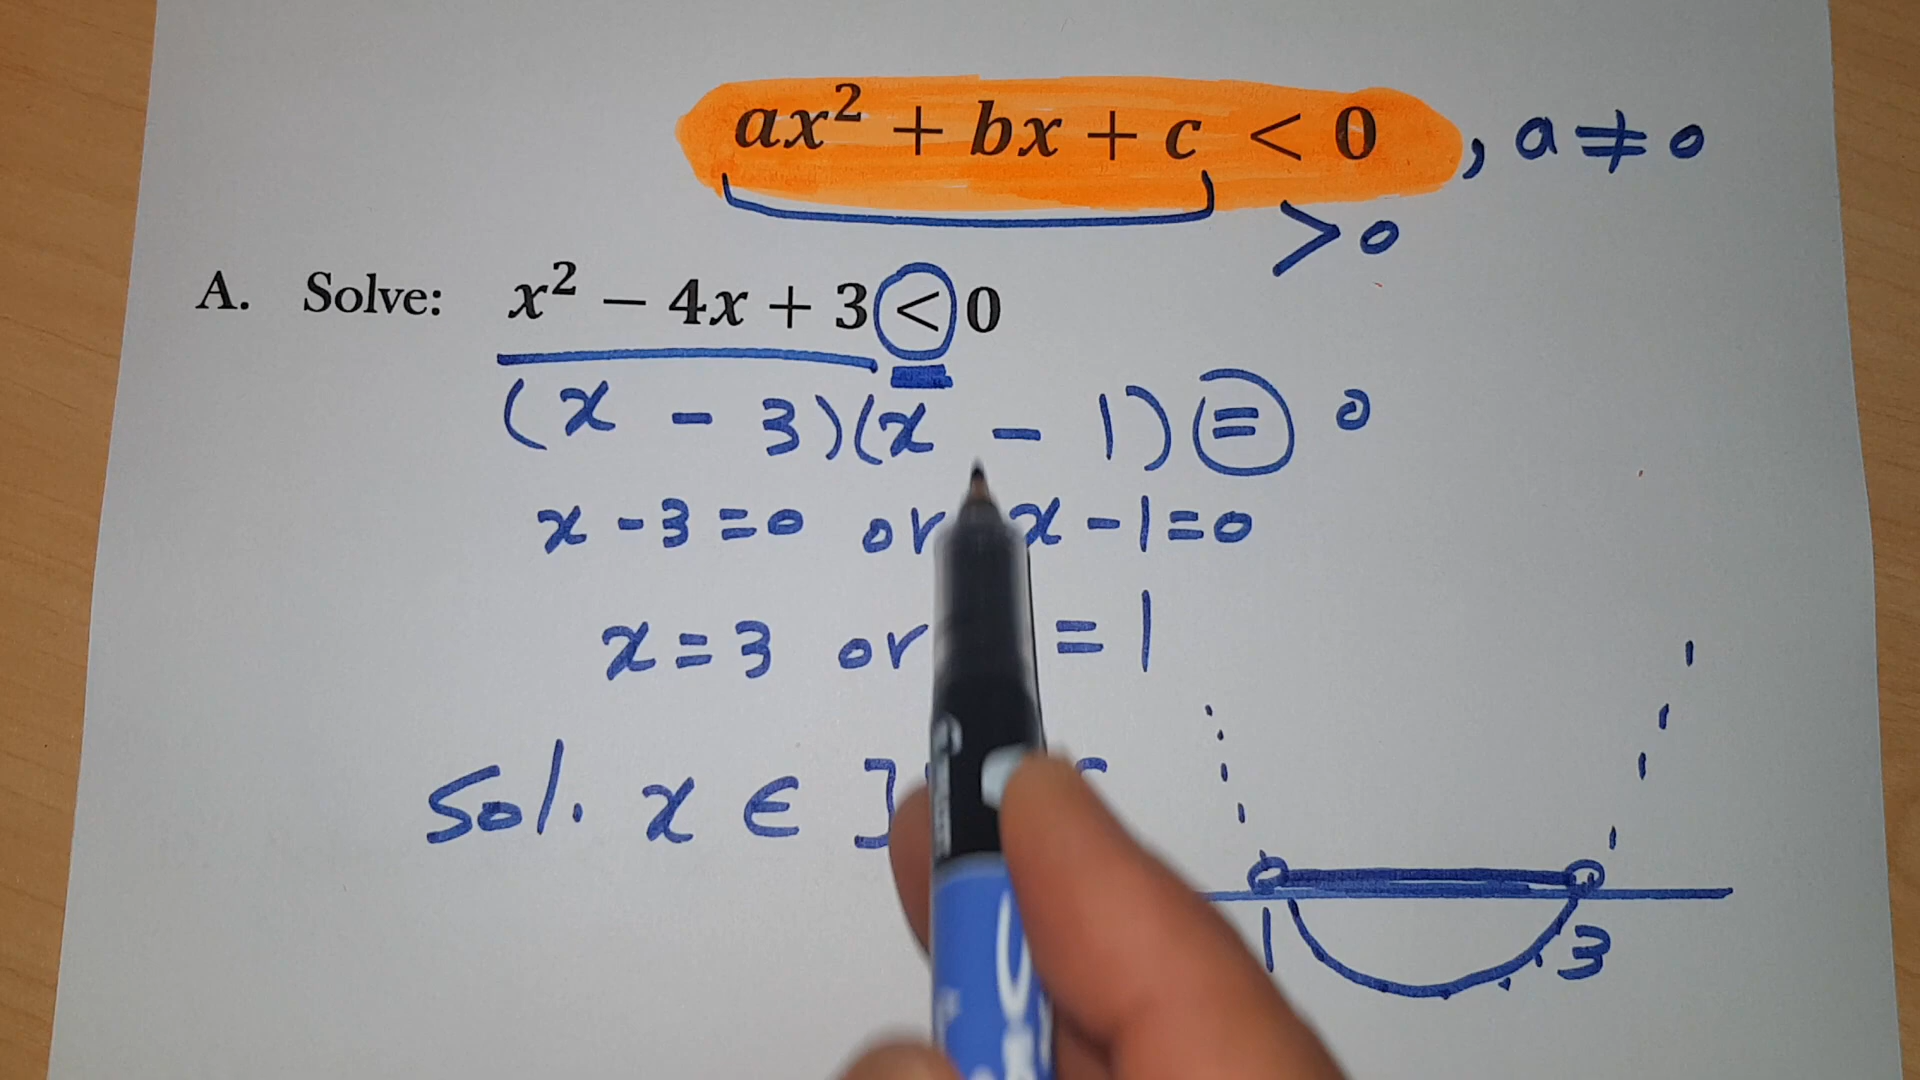 ax² + bx + c < 0 , a ≠ 0
> 0
A. Solve: x² − 4x + 3 < 0
(x - 3)(x - 1) = 0
x - 3 = 0 or x - 1 = 0
x = 3 or = 1
Sol. x ∈ ]
1 3